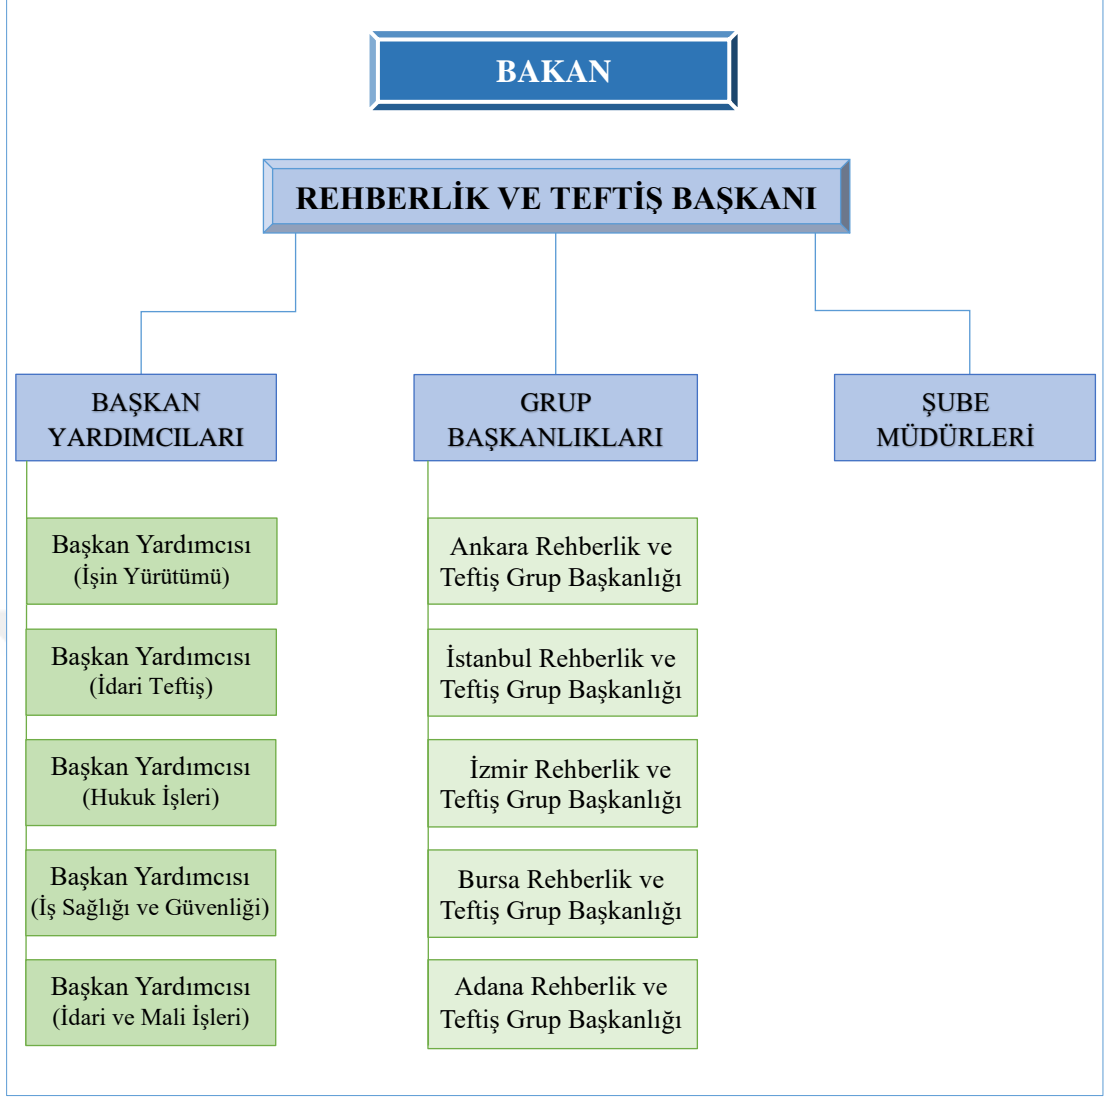 BAKAN
REHBERLİK VE TEFTİŞ BAŞKANI
BAŞKAN
YARDIMCILARI
GRUP
BAŞKANLIKLARI
ŞUBE
MÜDÜRLERİ
Başkan Yardımcısı
(İşin Yürütümü)
Başkan Yardımcısı
(İdari Teftiş)
Başkan Yardımcısı
(Hukuk İşleri)
Başkan Yardımcısı
(İş Sağlığı ve Güvenliği)
Başkan Yardımcısı
(İdari ve Mali İşleri)
Ankara Rehberlik ve
Teftiş Grup Başkanlığı
İstanbul Rehberlik ve
Teftiş Grup Başkanlığı
İzmir Rehberlik ve
Teftiş Grup Başkanlığı
Bursa Rehberlik ve
Teftiş Grup Başkanlığı
Adana Rehberlik ve
Teftiş Grup Başkanlığı